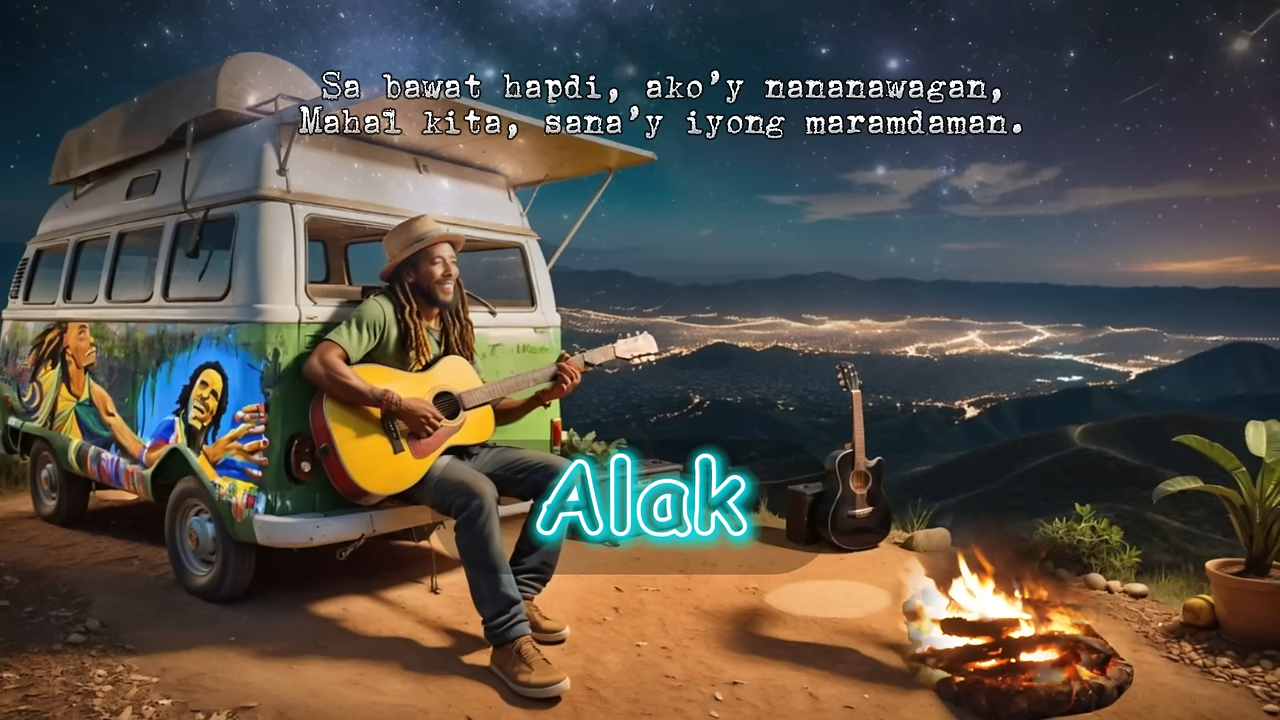 Sa bawat hapdi, ako’y nananawagan,
Mahal kita, sana’y iyong maramdaman.
Alak